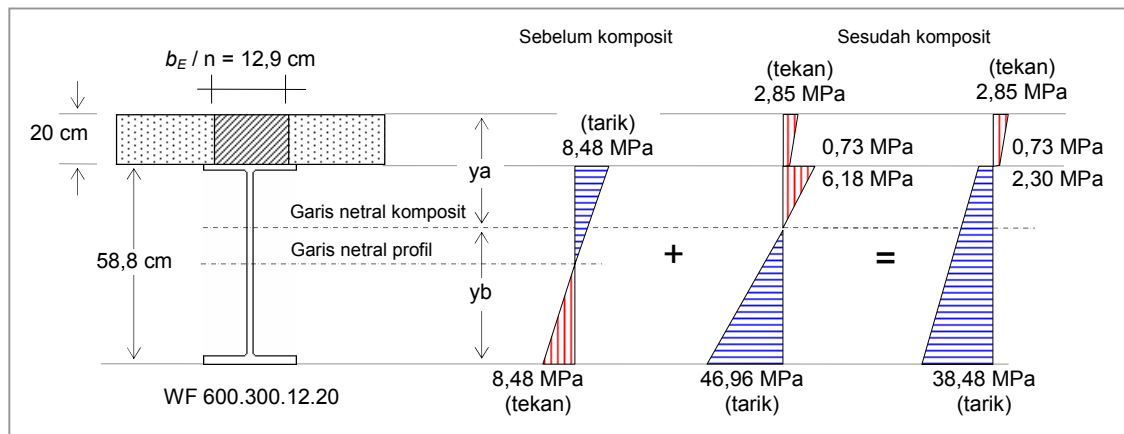 Sebelum komposit
Sesudah komposit
b_E / n = 12,9 cm
(tekan)
2,85 MPa
(tekan)
2,85 MPa
20 cm
(tarik)
8,48 MPa
0,73 MPa
0,73 MPa
6,18 MPa
2,30 MPa
ya
Garis netral komposit
Garis netral profil
58,8 cm
yb
+
=
WF 600.300.12.20
8,48 MPa
(tekan)
46,96 MPa
(tarik)
38,48 MPa
(tarik)